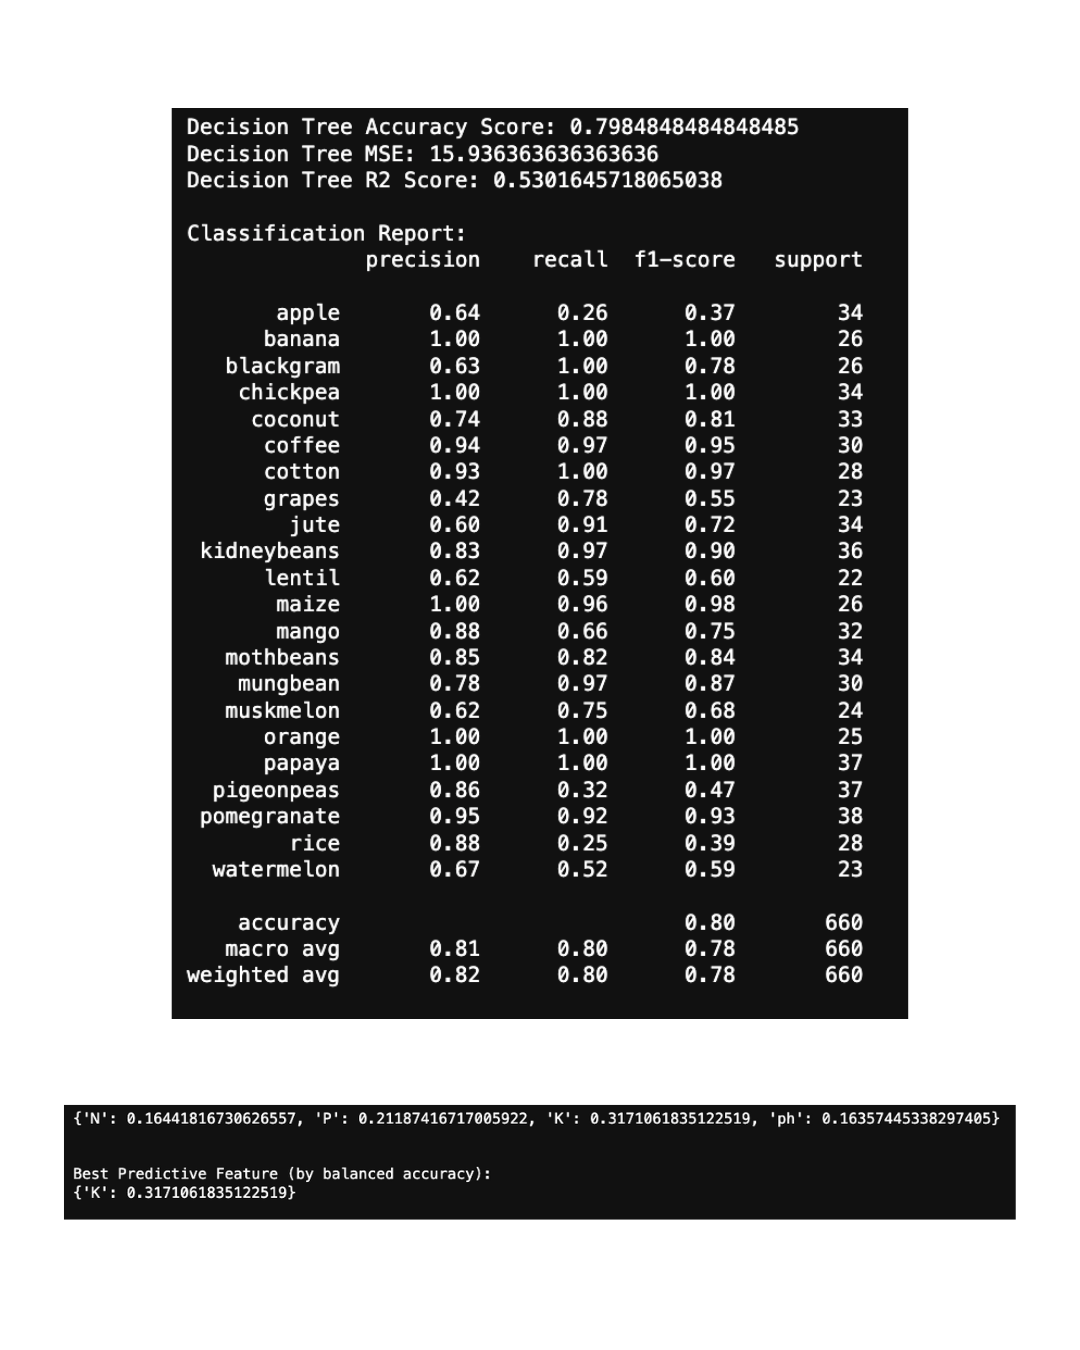 Decision Tree Accuracy Score: 0.7984848484848485
Decision Tree MSE: 15.936363636363636
Decision Tree R2 Score: 0.5301645718065038
Classification Report:
precision recall f1-score support
apple 0.64 0.26 0.37 34
banana 1.00 1.00 1.00 26
blackgram 0.63 1.00 0.78 26
chickpea 1.00 1.00 1.00 34
coconut 0.74 0.88 0.81 33
coffee 0.94 0.97 0.95 30
cotton 0.93 1.00 0.97 28
grapes 0.42 0.78 0.55 23
jute 0.60 0.91 0.72 34
kidneybeans 0.83 0.97 0.90 36
lentil 0.62 0.59 0.60 22
maize 1.00 0.96 0.98 26
mango 0.88 0.66 0.75 32
mothbeans 0.85 0.82 0.84 34
mungbean 0.78 0.97 0.87 30
muskmelon 0.62 0.75 0.68 24
orange 1.00 1.00 1.00 25
papaya 1.00 1.00 1.00 37
pigeonpeas 0.86 0.32 0.47 37
pomegranate 0.95 0.92 0.93 38
rice 0.88 0.25 0.39 28
watermelon 0.67 0.52 0.59 23
accuracy 0.80 660
macro avg 0.81 0.80 0.78 660
weighted avg 0.82 0.80 0.78 660
{'N': 0.16441816730626557, 'P': 0.21187416717005922, 'K': 0.3171061835122519, 'ph': 0.16357445338297405}
Best Predictive Feature (by balanced accuracy):
{'K': 0.3171061835122519}